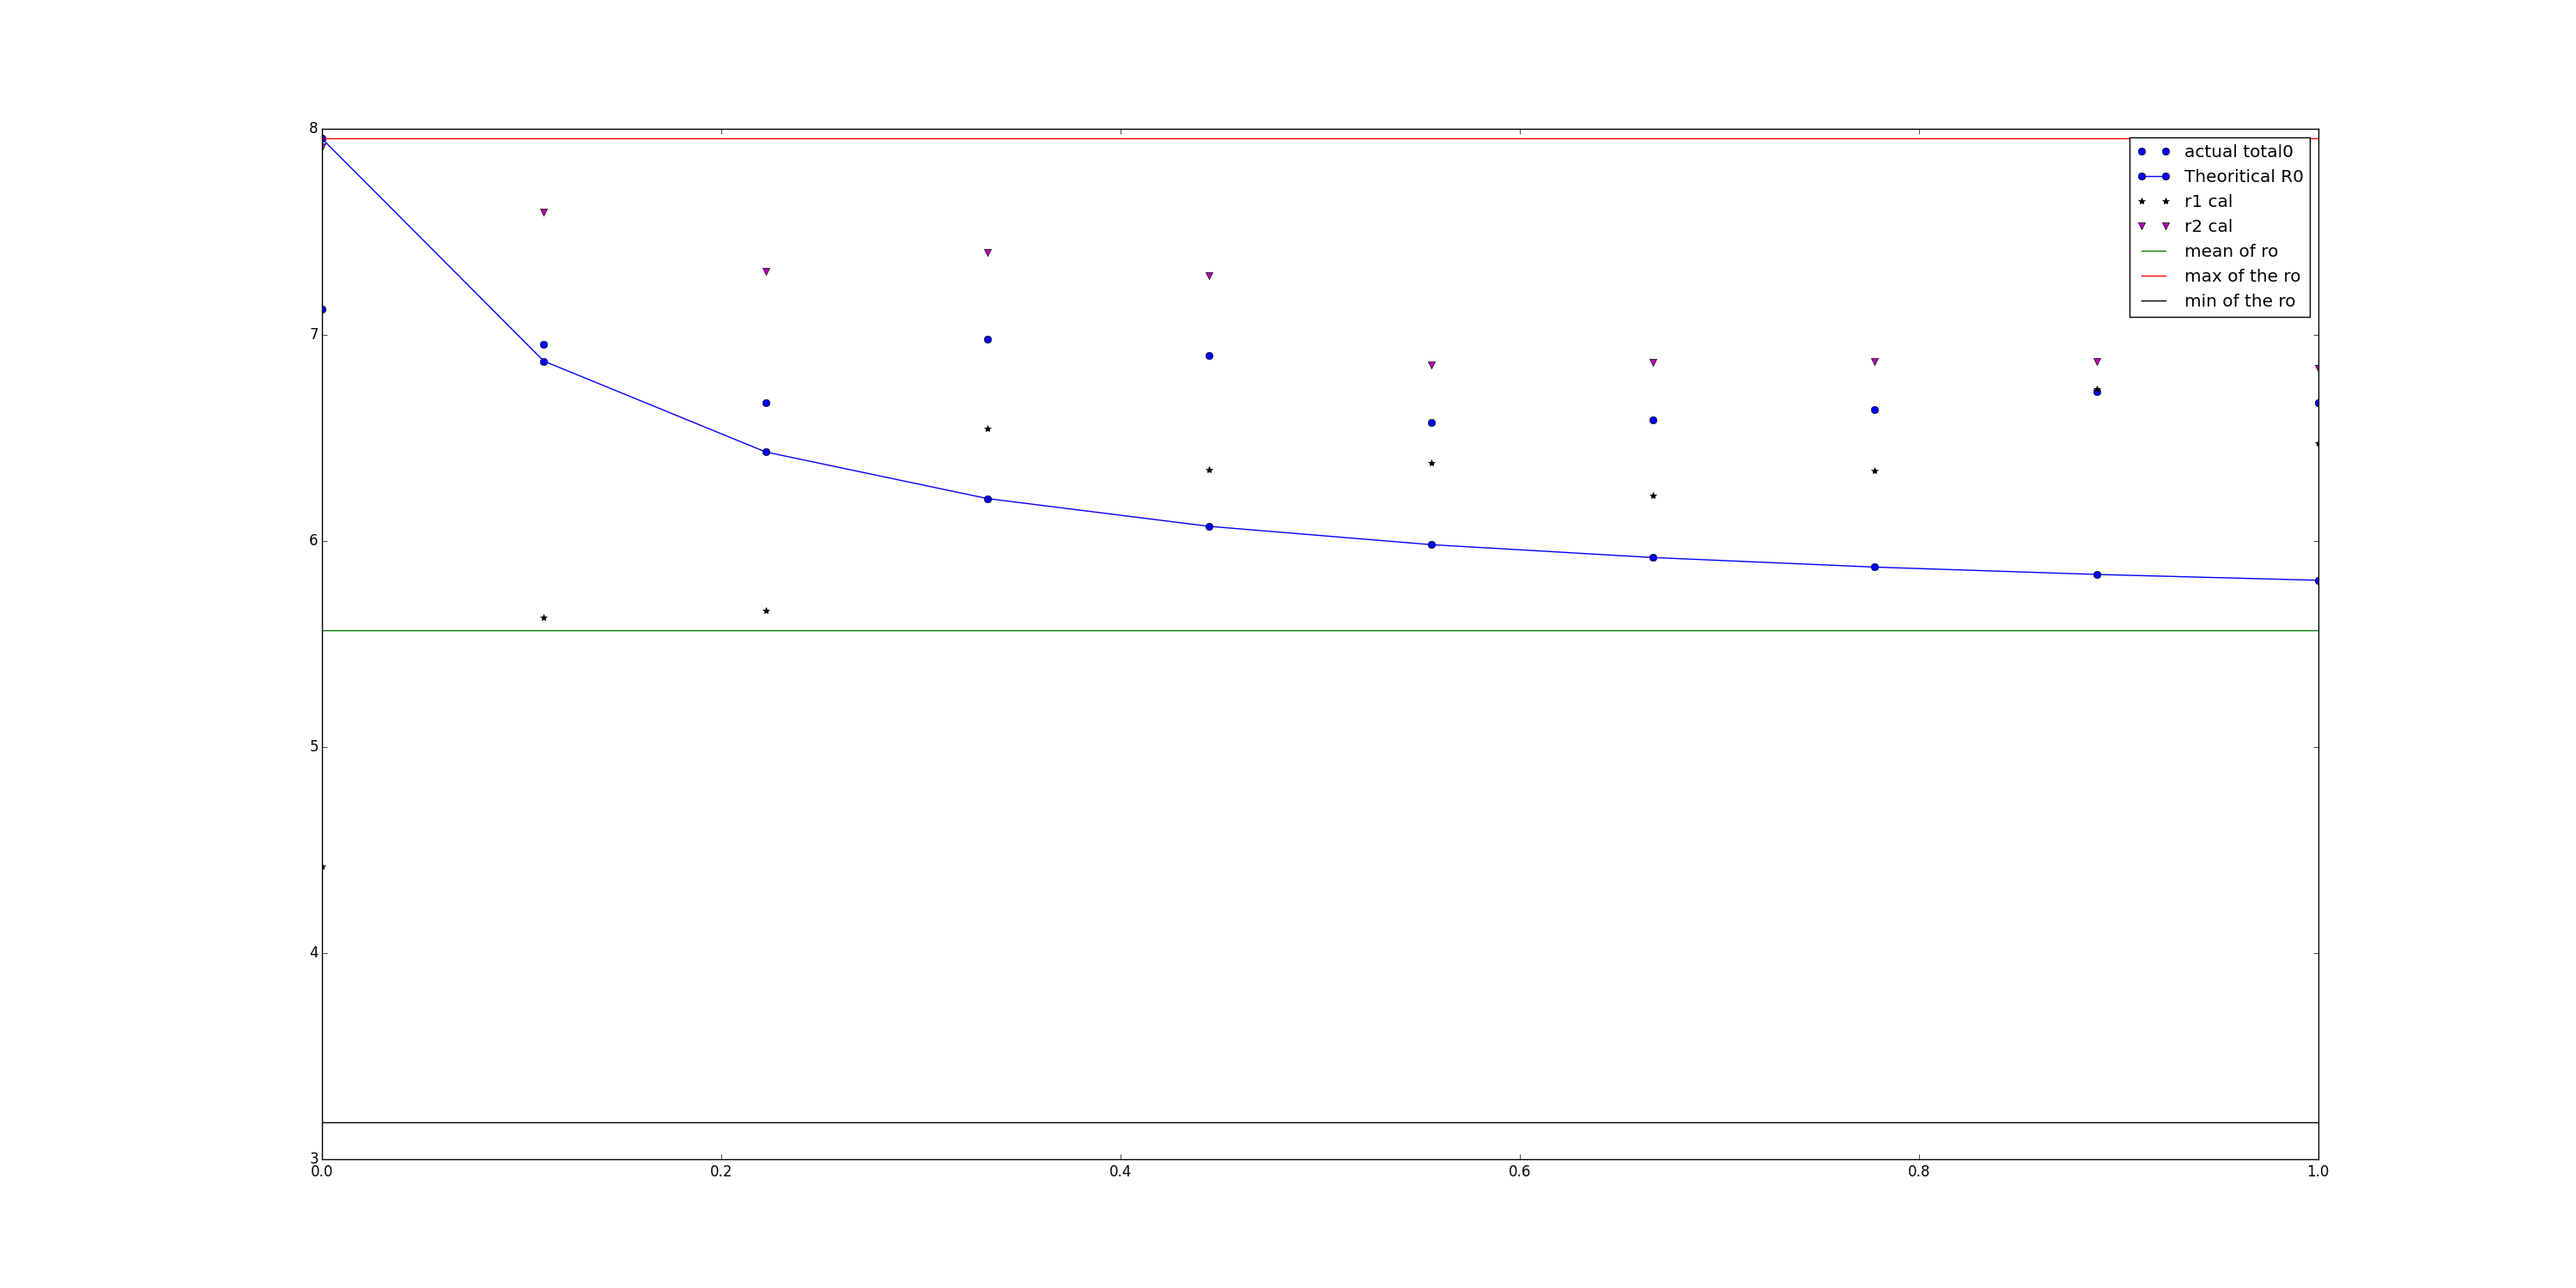 8
7
6
5
4
3
0.0 0.2 0.4 0.6 0.8 1.0
actual total0
Theoritical R0
r1 cal
r2 cal
mean of ro
max of the ro
min of the ro